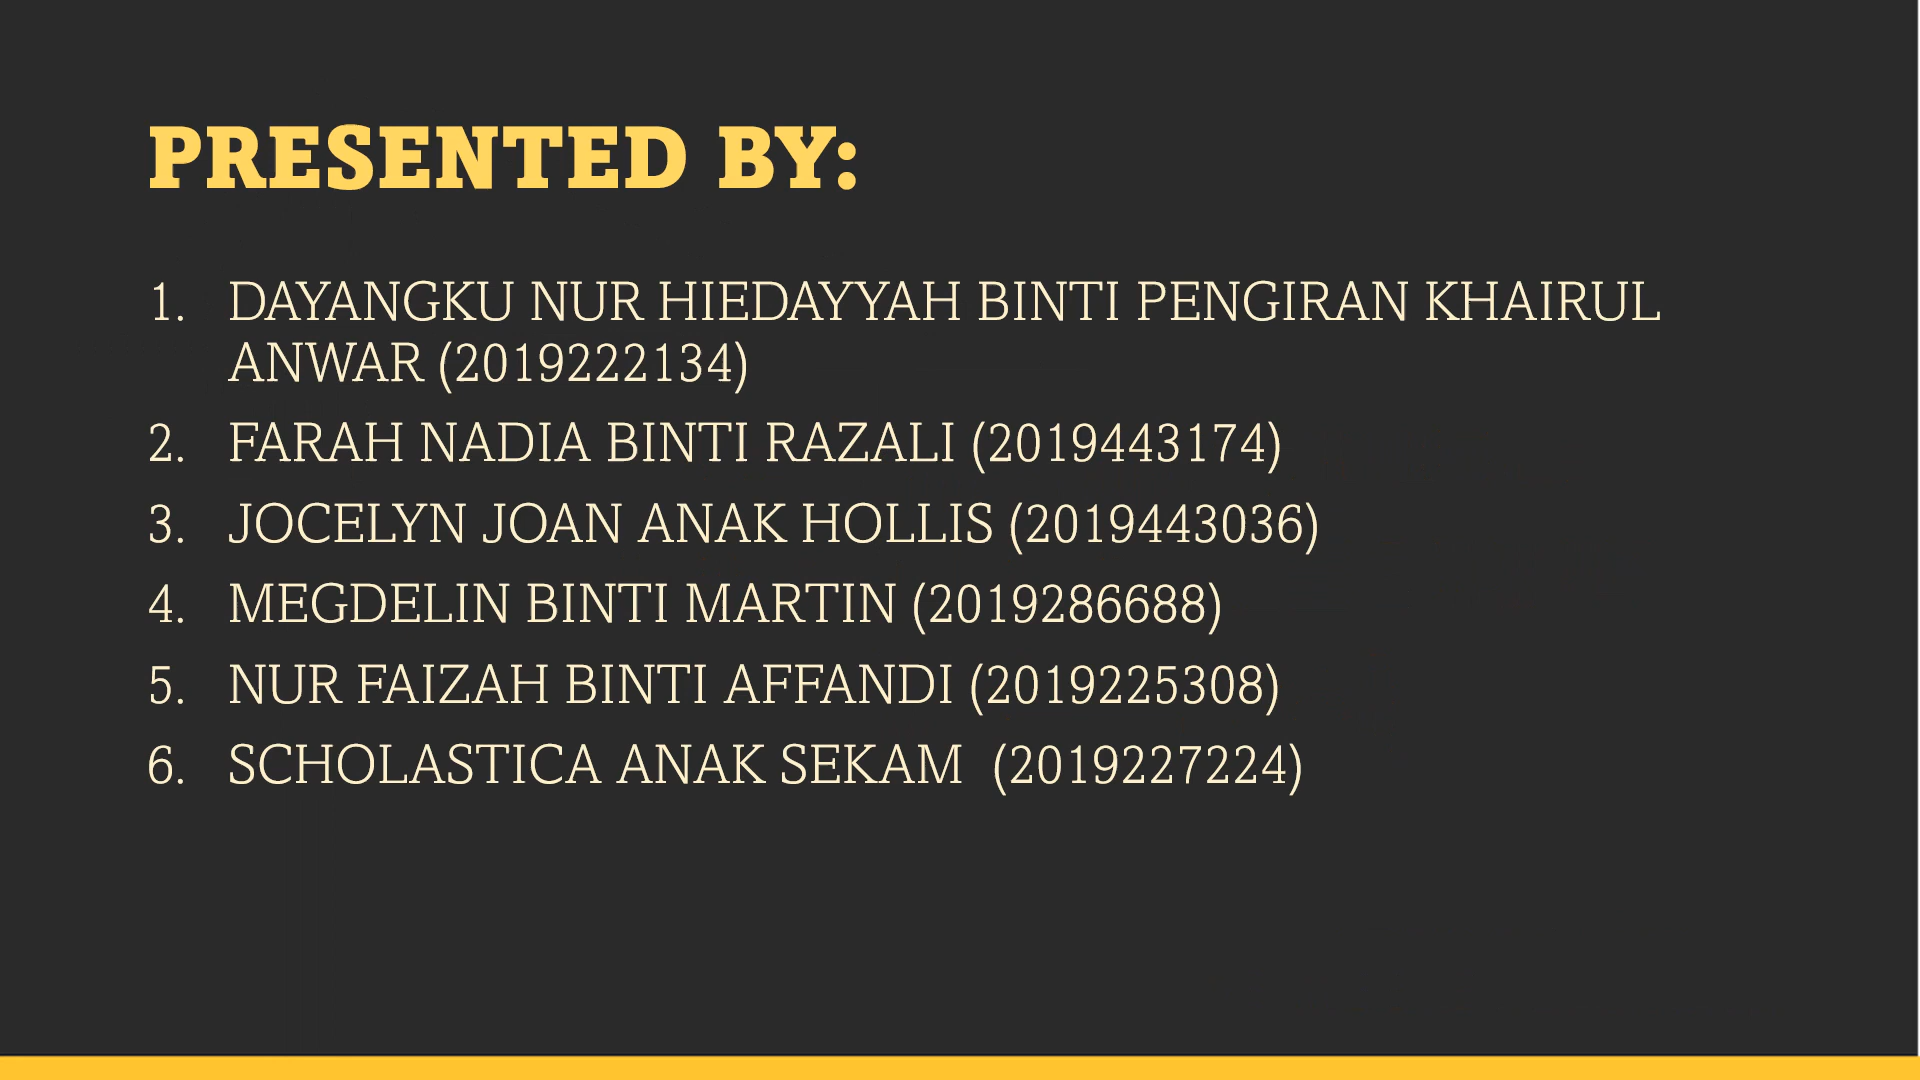 PRESENTED BY:
1. DAYANGKU NUR HIEDAYYAH BINTI PENGIRAN KHAIRUL
ANWAR (2019222134)
2. FARAH NADIA BINTI RAZALI (2019443174)
3. JOCELYN JOAN ANAK HOLLIS (2019443036)
4. MEGDELIN BINTI MARTIN (2019286688)
5. NUR FAIZAH BINTI AFFANDI (2019225308)
6. SCHOLASTICA ANAK SEKAM  (2019227224)